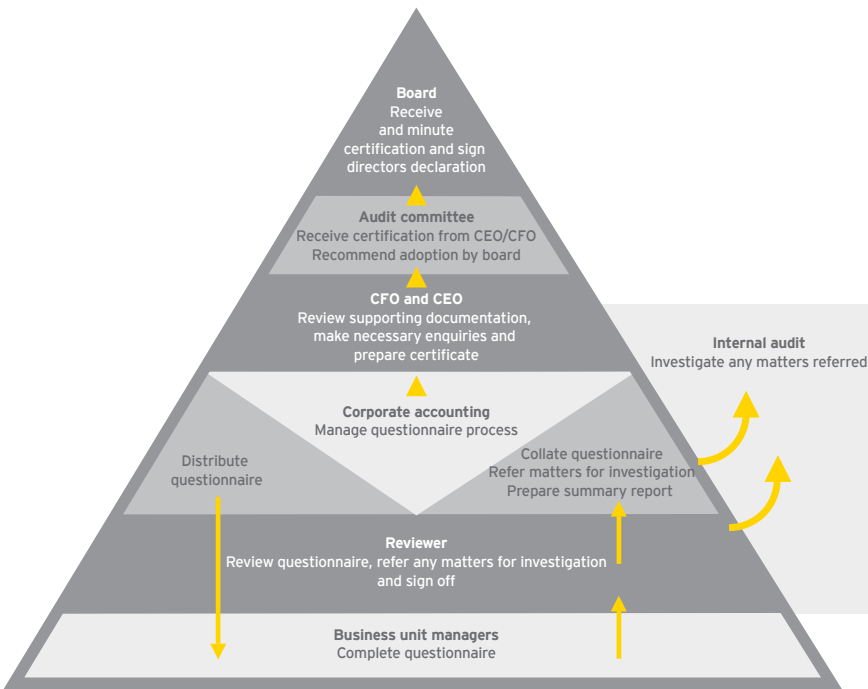 Board
Receive
and minute
certification and sign
directors declaration
Audit committee
Receive certification from CEO/CFO
Recommend adoption by board
CFO and CEO
Review supporting documentation,
make necessary enquiries and
prepare certificate
Internal audit
Investigate any matters referred
Corporate accounting
Manage questionnaire process
Distribute
questionnaire
Collate questionnaire
Refer matters for investigation
Prepare summary report
Reviewer
Review questionnaire, refer any matters for investigation
and sign off
Business unit managers
Complete questionnaire